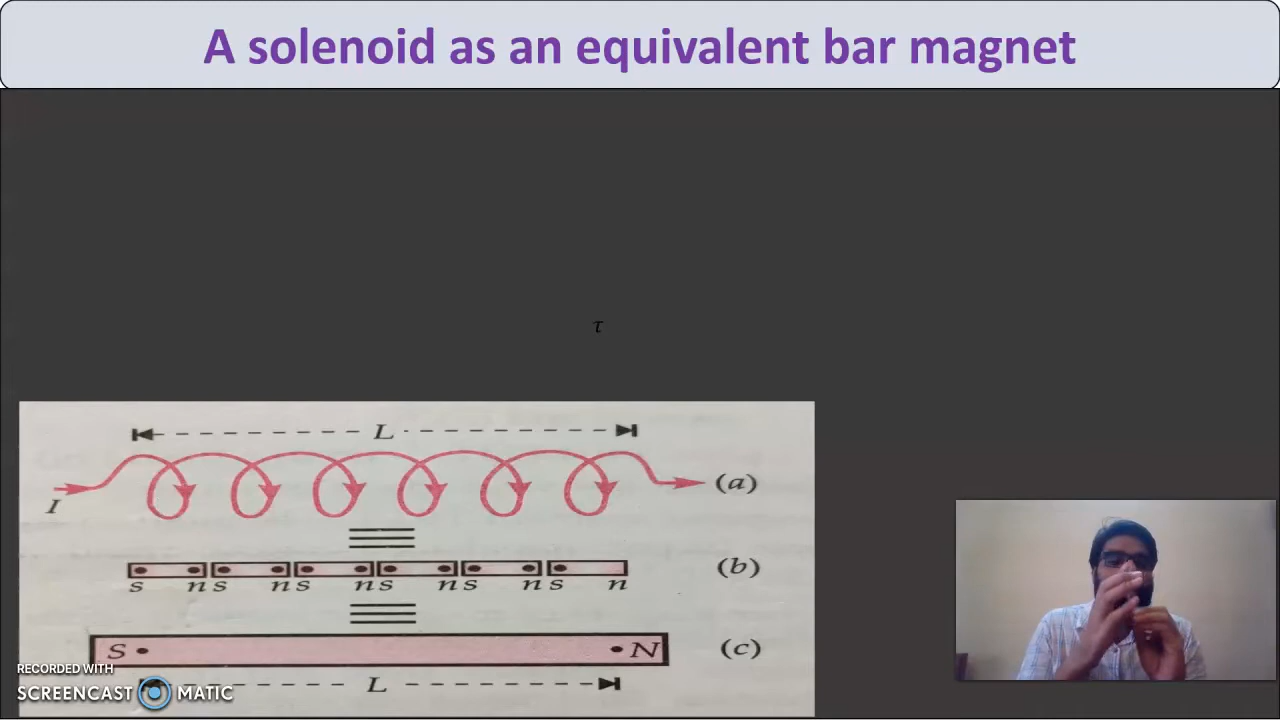 A solenoid as an equivalent bar magnet
τ
L
I
(a)
s n s n s n s n s n s n
(b)
S N
(c)
L
RECORDED WITH
SCREENCAST MATIC